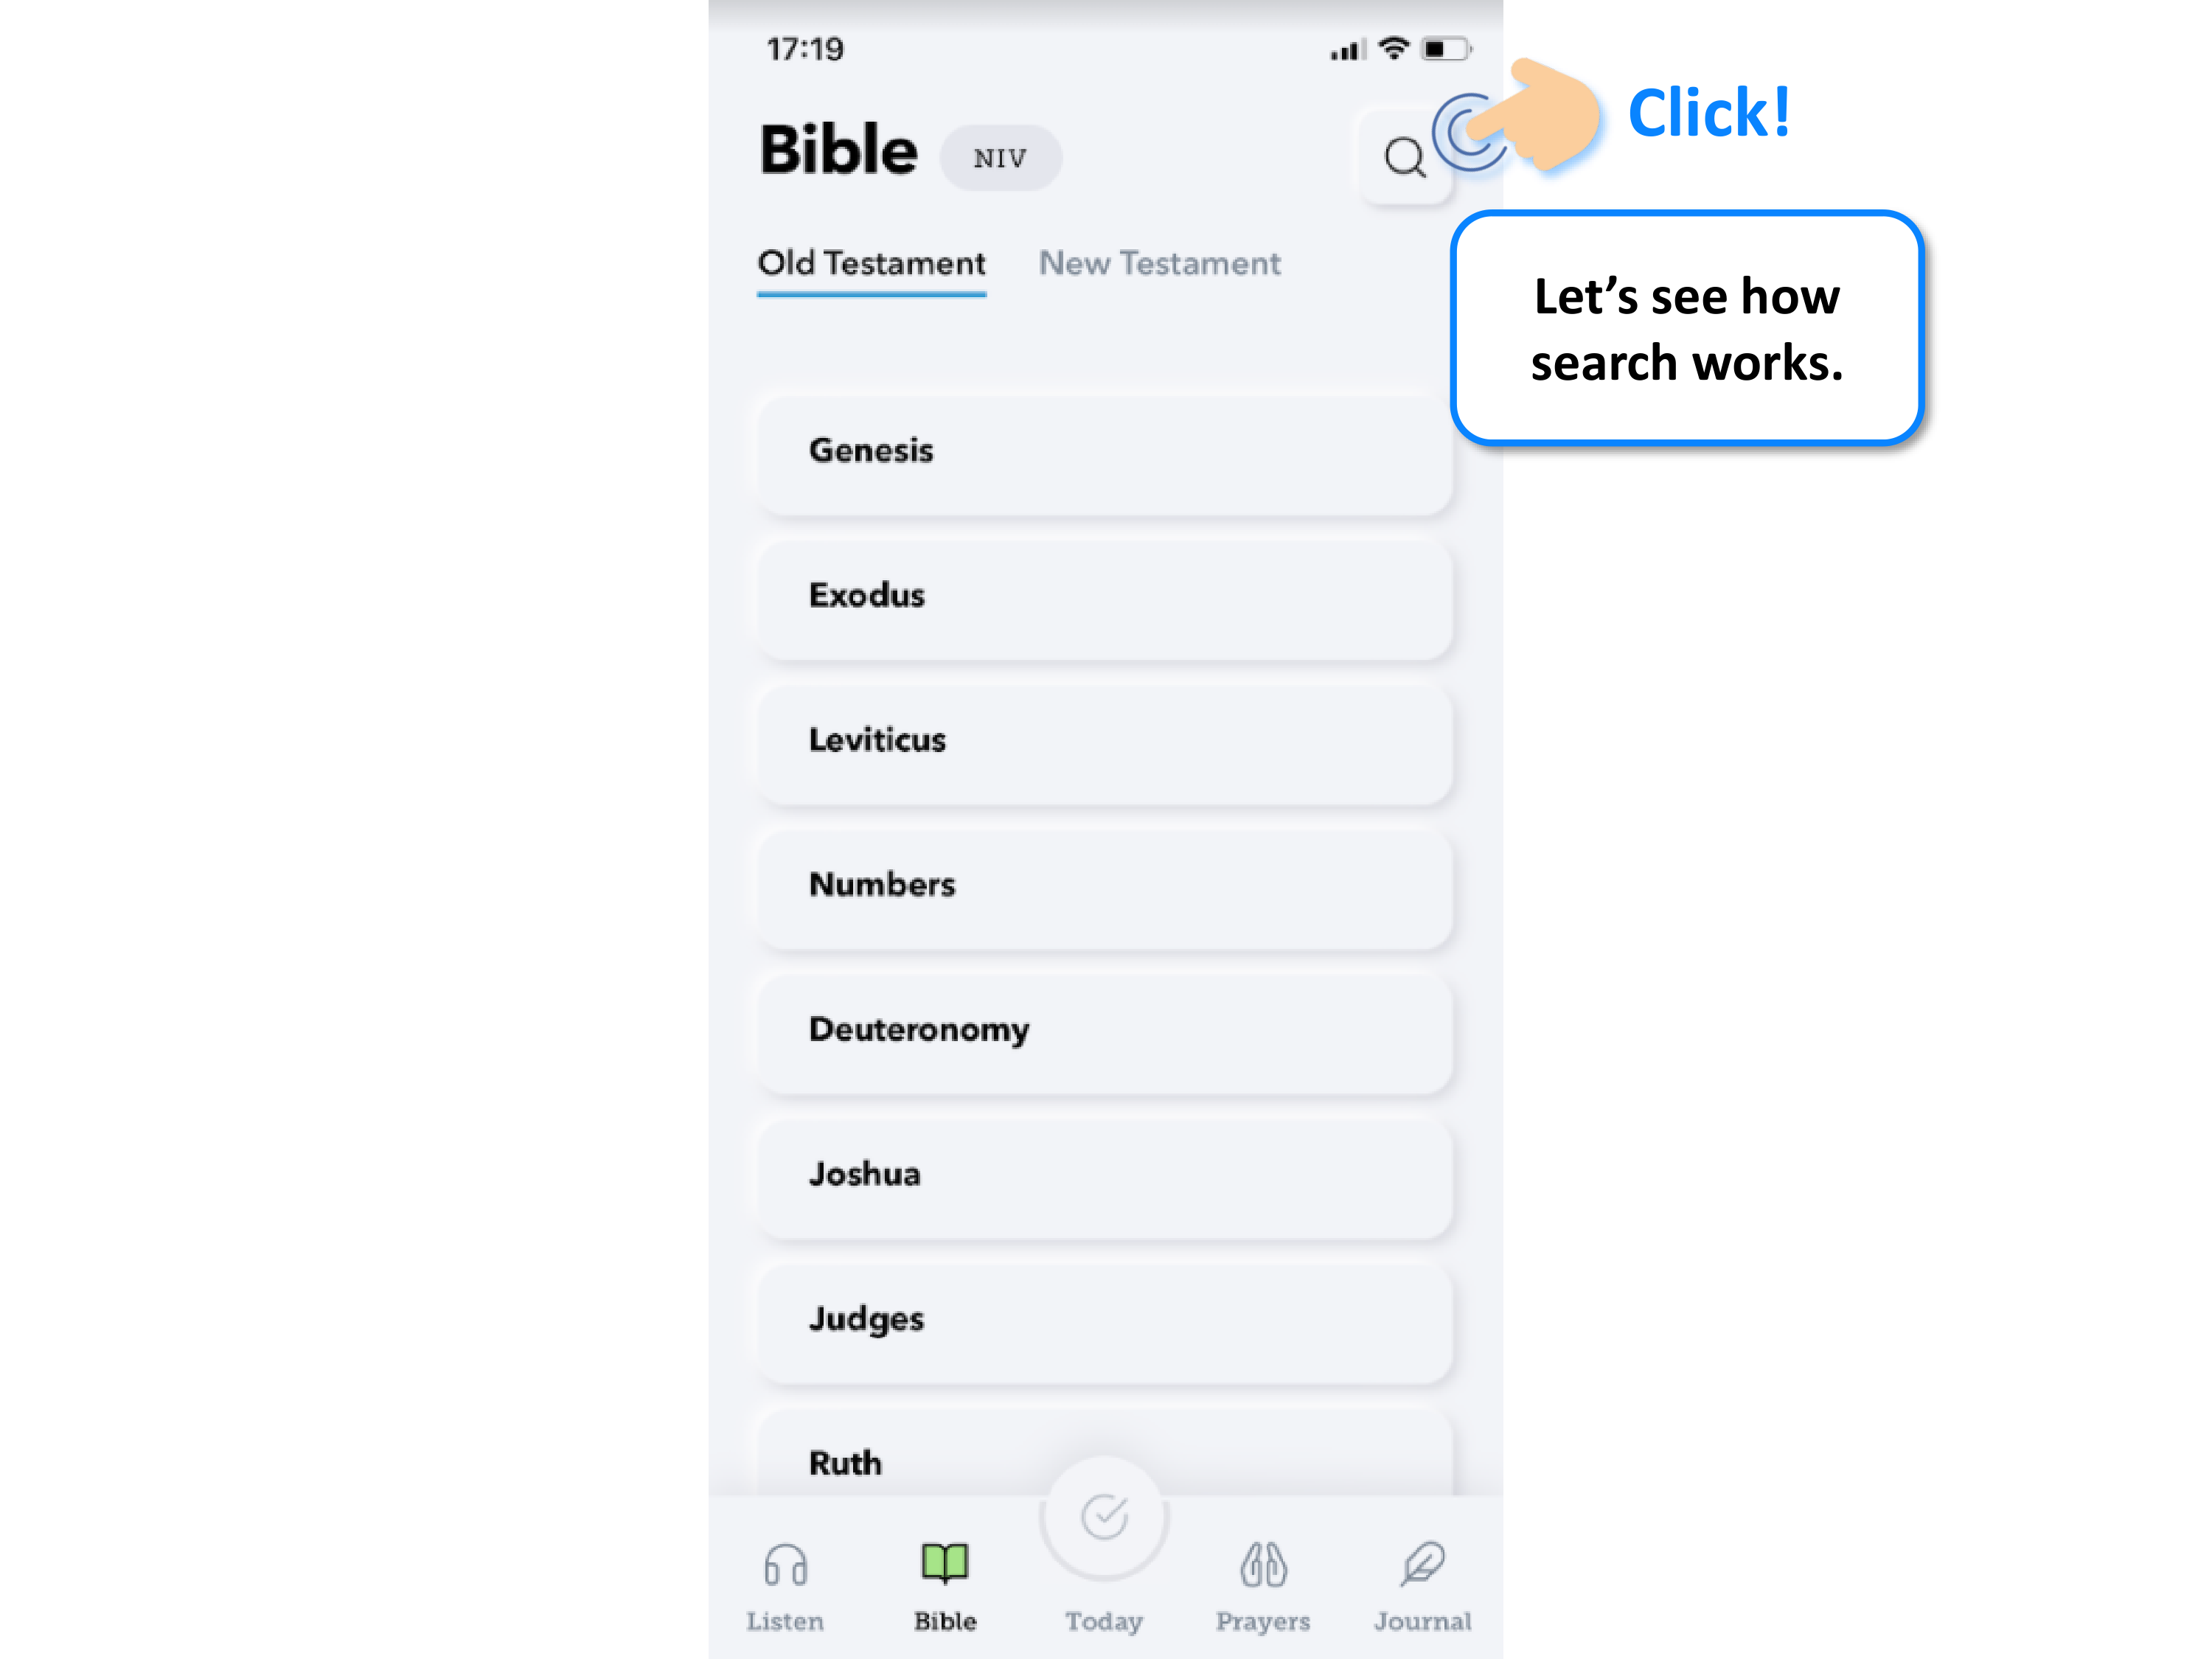 17:19
Click!
Bible NIV
Old Testament New Testament
Let’s see how
search works.
Genesis
Exodus
Leviticus
Numbers
Deuteronomy
Joshua
Judges
Ruth
Listen Bible Today Prayers Journal